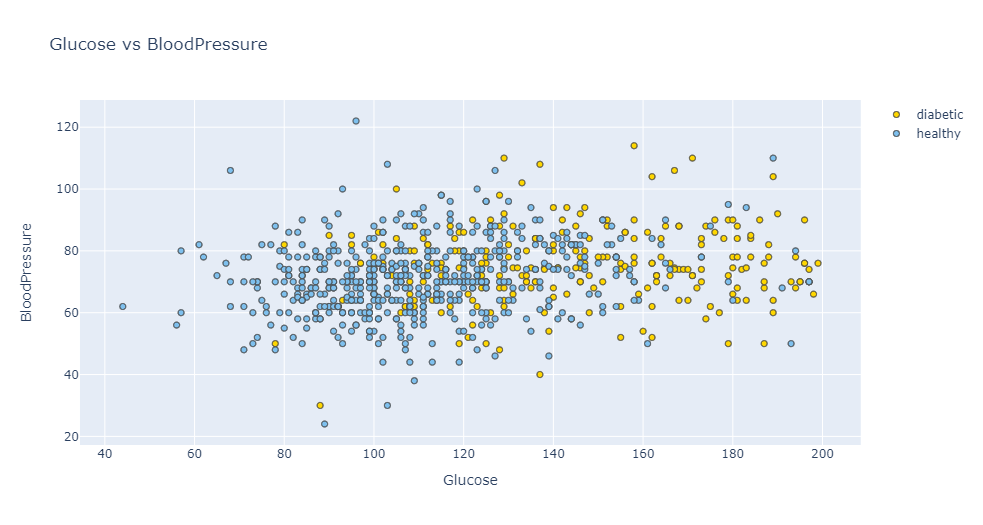 Glucose vs BloodPressure
diabetic
healthy
BloodPressure
120
100
80
60
40
20
40 60 80 100 120 140 160 180 200
Glucose